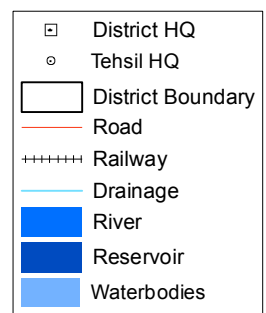 District HQ
Tehsil HQ
District Boundary
Road
Railway
Drainage
River
Reservoir
Waterbodies